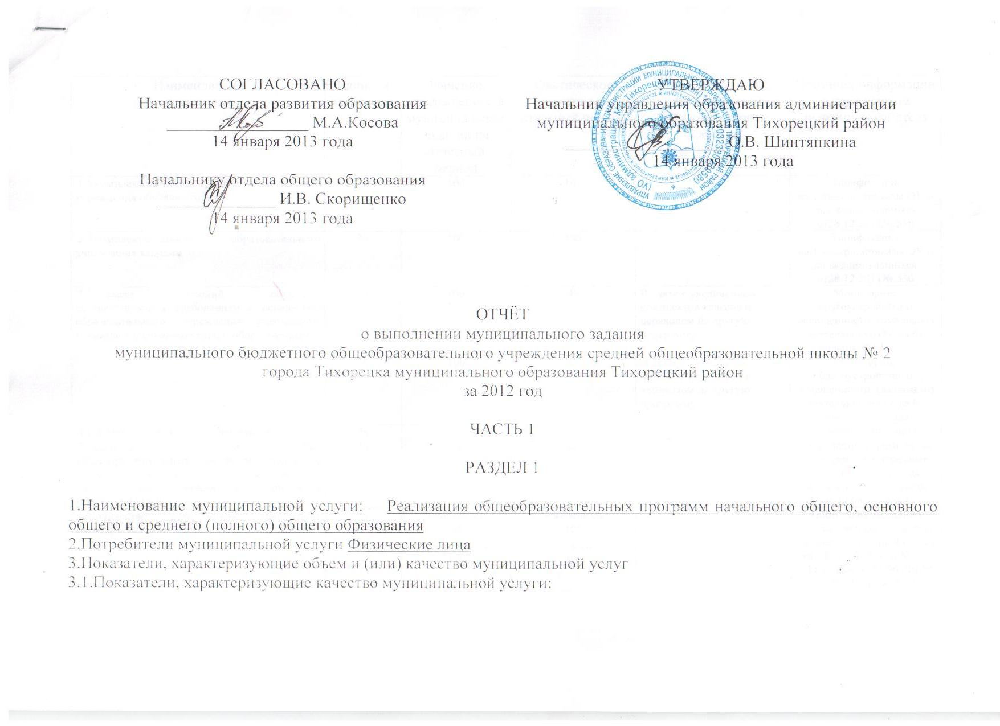 СОГЛАСОВАНО
Начальник отдела развития образования
М.А.Косова
14 января 2013 года
Начальнику отдела общего образования
И.В. Скорищенко
14 января 2013 года
УТВЕРЖДАЮ
Начальник управления образования администрации
муниципального образования Тихорецкий район
О.В. Шинтяпкина
14 января 2013 года
ОТЧЁТ
о выполнении муниципального задания
муниципального бюджетного общеобразовательного учреждения средней общеобразовательной школы № 2
города Тихорецка муниципального образования Тихорецкий район
за 2012 год
ЧАСТЬ 1
РАЗДЕЛ 1
1.Наименование муниципальной услуги: Реализация общеобразовательных программ начального общего, основного
общего и среднего (полного) общего образования
2.Потребители муниципальной услуги Физические лица
3.Показатели, характеризующие объем и (или) качество муниципальной услуг
3.1.Показатели, характеризующие качество муниципальной услуги: